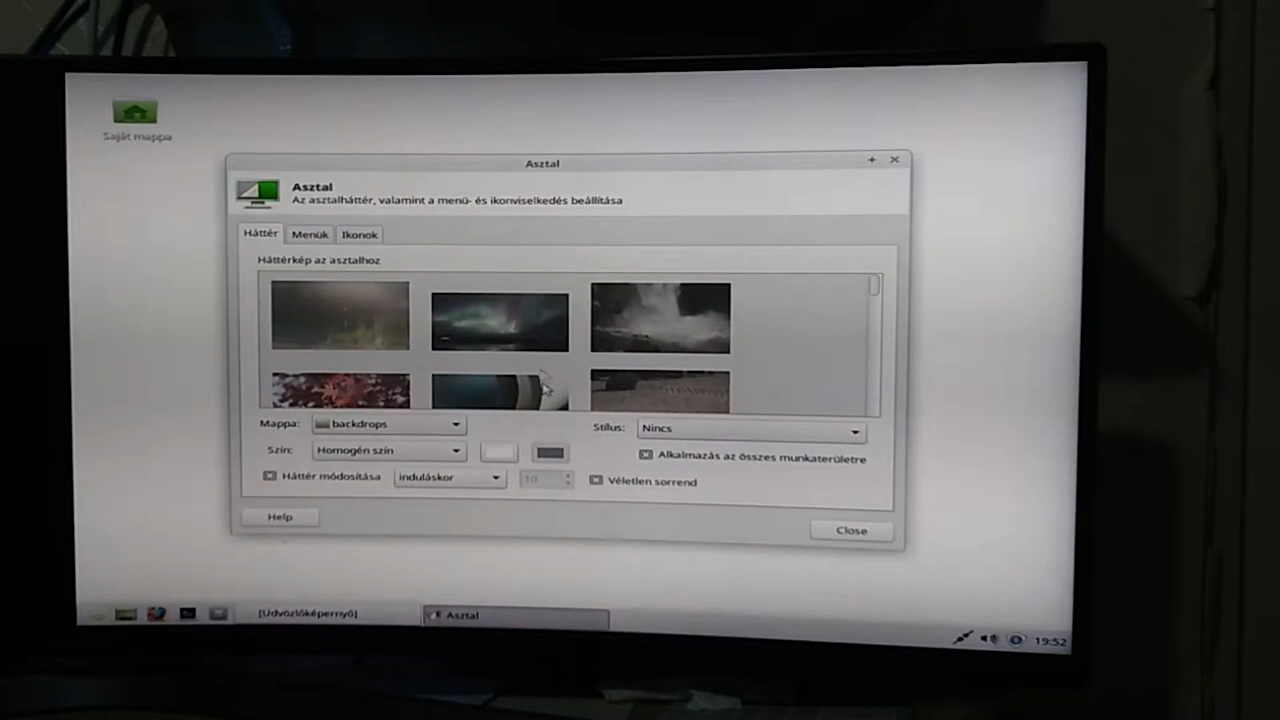 Saját mappa
Asztal
Asztal
Az asztalháttér, valamint a menü- és ikonviselkedés beállítása
Háttér
Menük
Ikonok
Háttérkép az asztalhoz
Mappa:
backdrops
Stílus:
Nincs
Szín:
Homogén szín
Alkalmazás az összes munkaterületre
Háttér módosítása
induláskor
10
Véletlen sorrend
Help
Close
[Üdvözlőképernyő]
Asztal
19:52